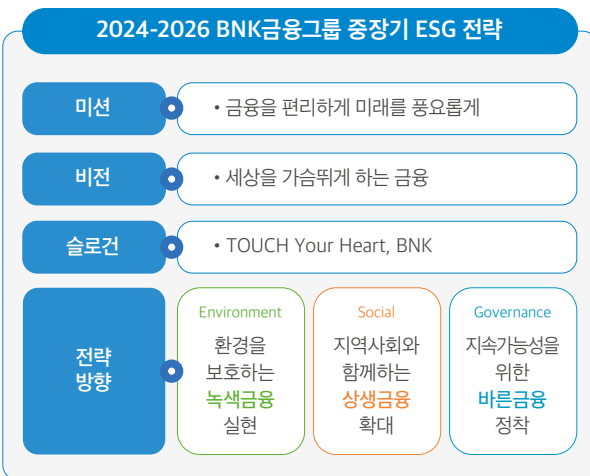 2024-2026 BNK금융그룹 중장기 ESG 전략
미션
• 금융을 편리하게 미래를 풍요롭게
비전
• 세상을 가슴뛰게 하는 금융
슬로건
• TOUCH Your Heart, BNK
전략
방향
Environment
환경을
보호하는
녹색금융
실현
Social
지역사회와
함께하는
상생금융
확대
Governance
지속가능성을
위한
바른금융
정착